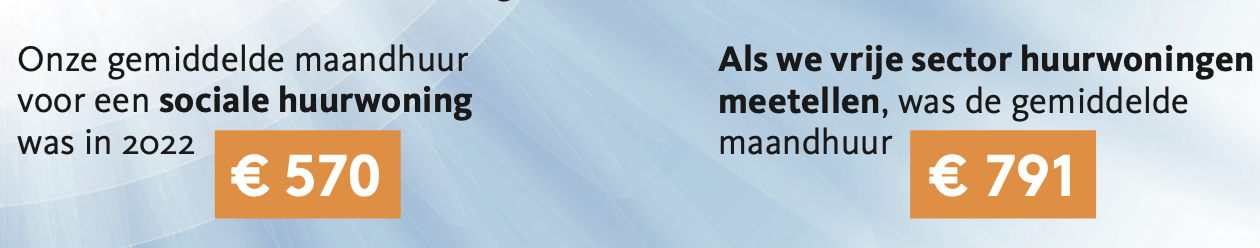 Onze gemiddelde maandhuur
voor een sociale huurwoning
was in 2022
€ 570
Als we vrije sector huurwoningen
meetellen, was de gemiddelde
maandhuur
€ 791